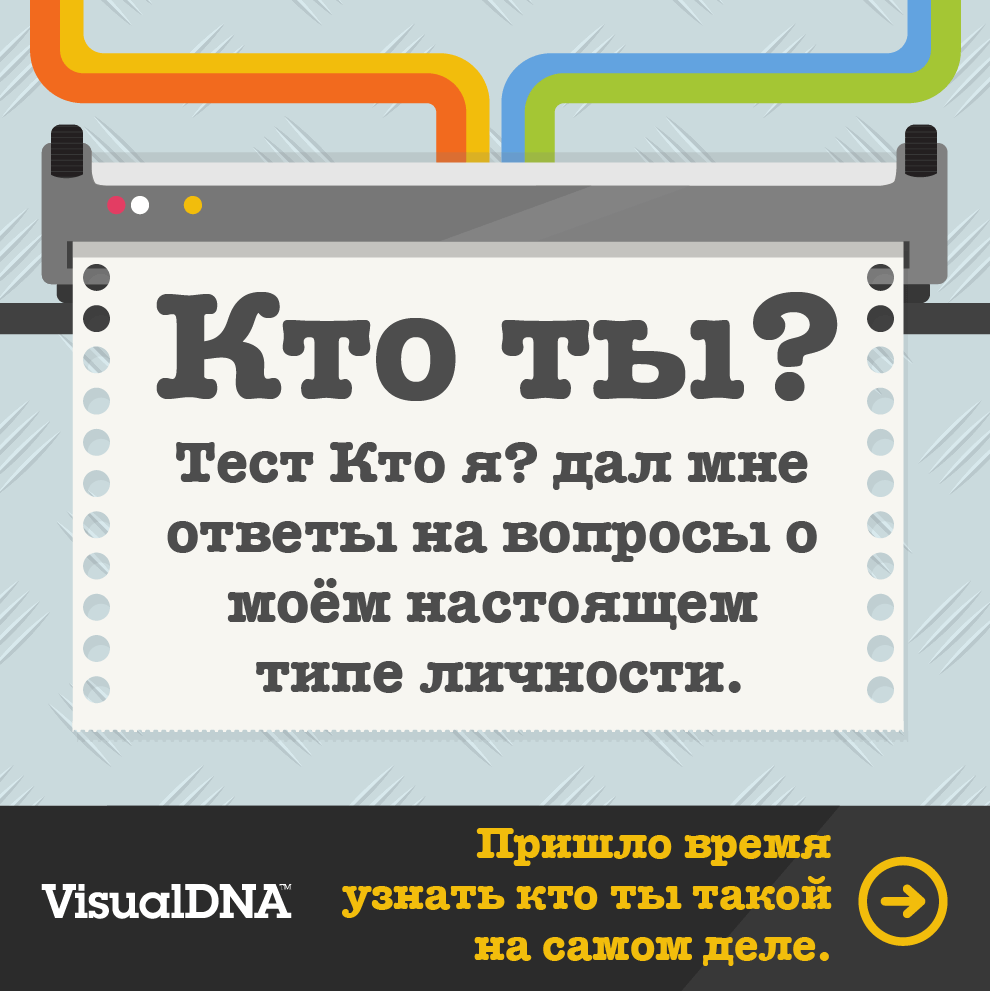 Кто ты?
Тест Кто я? дал мне
ответы на вопросы о
моём настоящем
типе личности.
VisualDNA™
Пришло время
узнать кто ты такой
на самом деле.